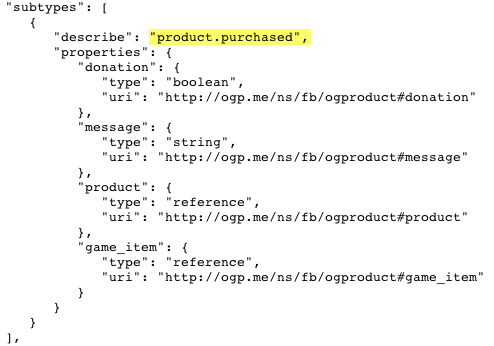 "subtypes": [
{
"describe": "product.purchased",
"properties": {
"donation": {
"type": "boolean",
"uri": "http://ogp.me/ns/fb/ogproduct#donation"
},
"message": {
"type": "string",
"uri": "http://ogp.me/ns/fb/ogproduct#message"
},
"product": {
"type": "reference",
"uri": "http://ogp.me/ns/fb/ogproduct#product"
},
"game_item": {
"type": "reference",
"uri": "http://ogp.me/ns/fb/ogproduct#game_item"
}
}
}
],